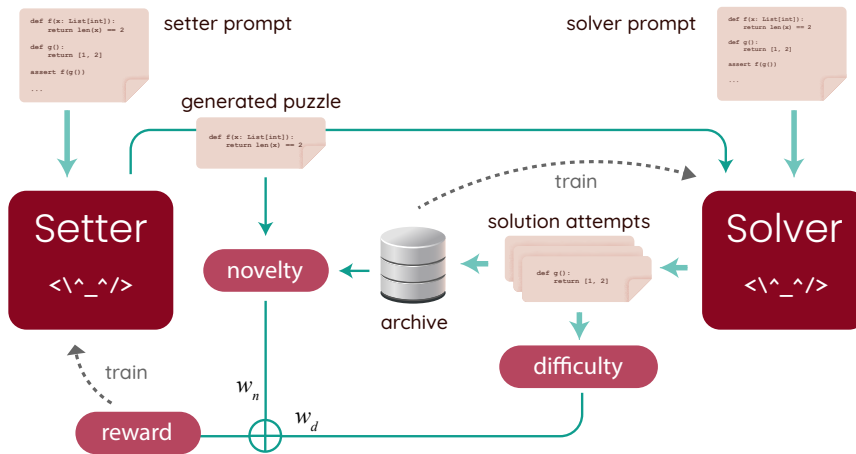 setter prompt
def f(x: List[int]):
return len(x) == 2
def g():
return [1, 2]
assert f(g())
...
solver prompt
def f(x: List[int]):
return len(x) == 2
def g():
return [1, 2]
assert f(g())
...
generated puzzle
def f(x: List[int]):
return len(x) == 2
train
Setter
<\^_^/>
novelty
archive
solution attempts
def g():
return [1, 2]
Solver
<\^_^/>
difficulty
train
reward
w_n
w_d